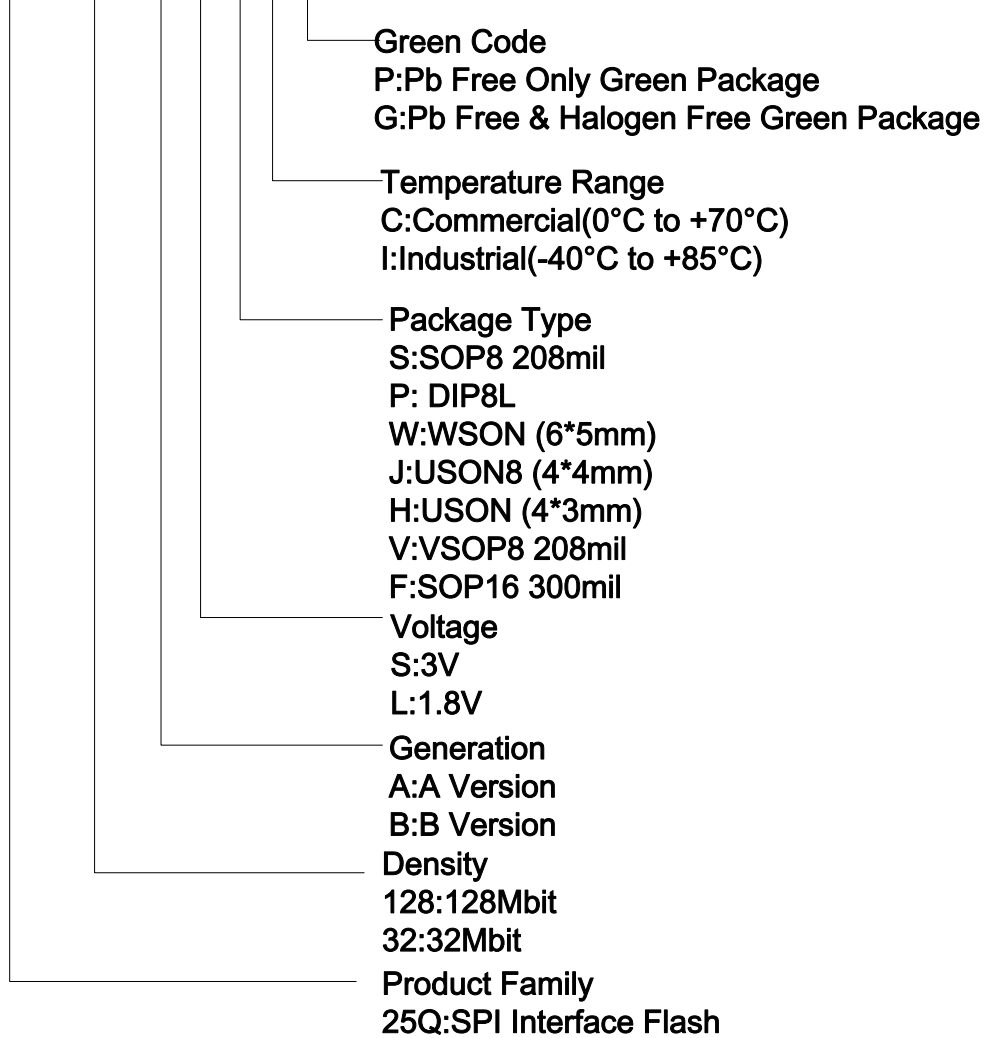 Green Code
P:Pb Free Only Green Package
G:Pb Free & Halogen Free Green Package
Temperature Range
C:Commercial(0°C to +70°C)
I:Industrial(-40°C to +85°C)
Package Type
S:SOP8 208mil
P: DIP8L
W:WSON (6*5mm)
J:USON8 (4*4mm)
H:USON (4*3mm)
V:VSOP8 208mil
F:SOP16 300mil
Voltage
S:3V
L:1.8V
Generation
A:A Version
B:B Version
Density
128:128Mbit
32:32Mbit
Product Family
25Q:SPI Interface Flash